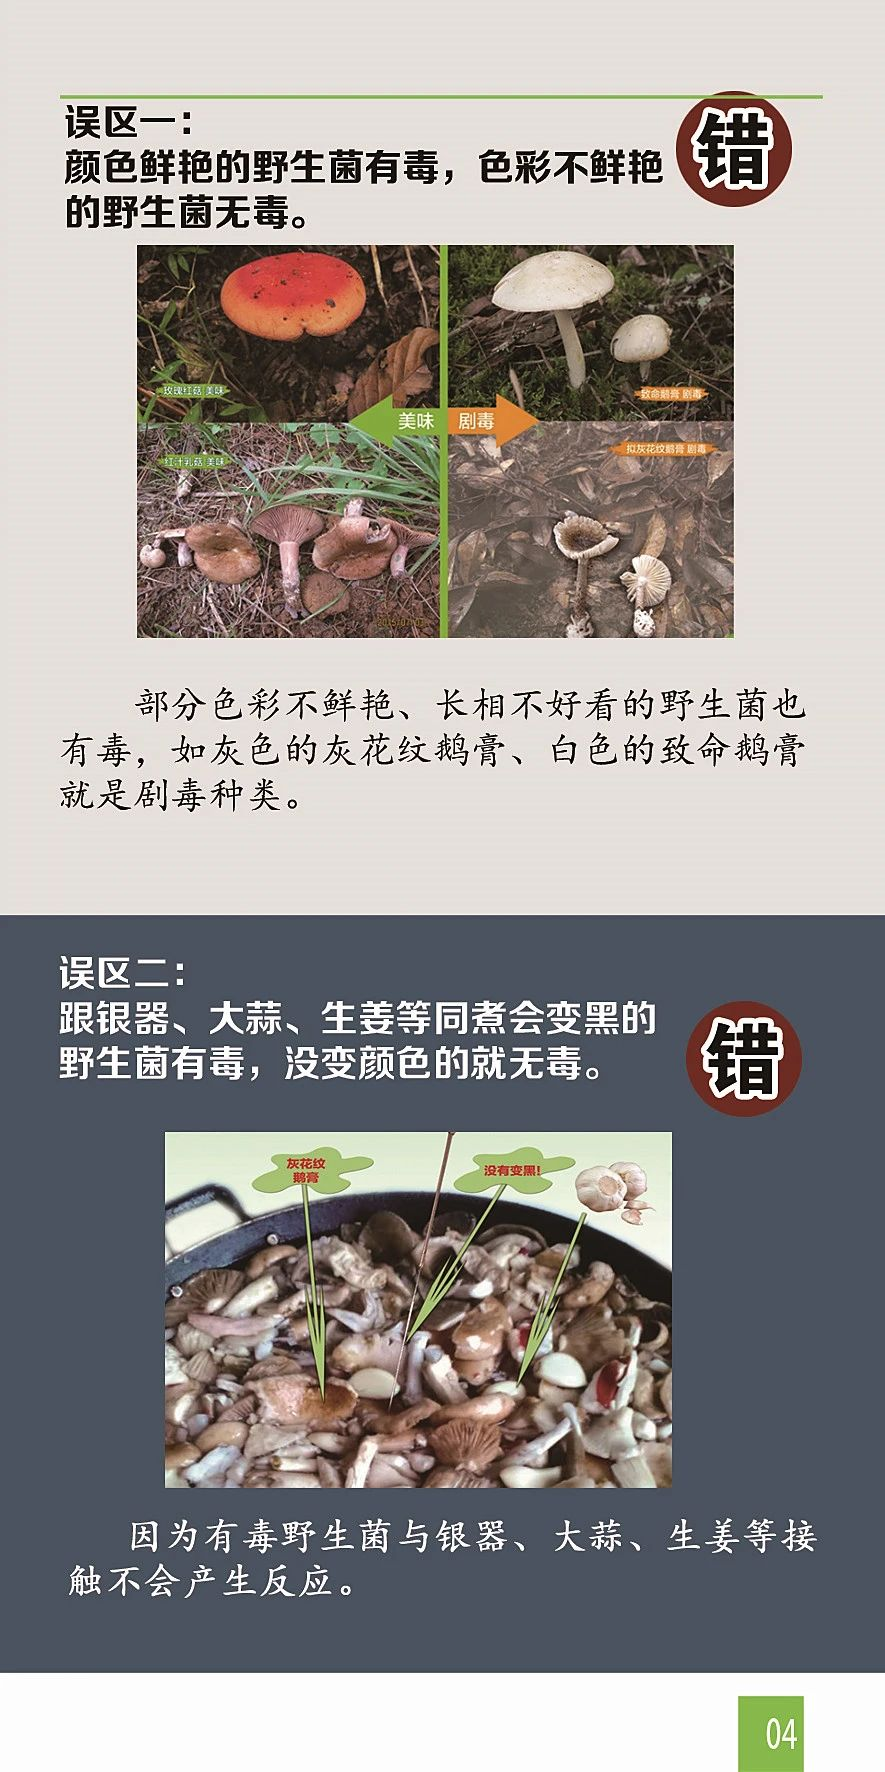 误区一：
颜色鲜艳的野生菌有毒，色彩不鲜艳
的野生菌无毒。
错
玫瑰红菇 美味
致命鹅膏 剧毒
美味
剧毒
红汁乳菇 美味
拟灰花纹鹅膏 剧毒
2015/07/03
部分色彩不鲜艳、长相不好看的野生菌也
有毒，如灰色的灰花纹鹅膏、白色的致命鹅膏
就是剧毒种类。
误区二：
跟银器、大蒜、生姜等同煮会变黑的
野生菌有毒，没变颜色的就无毒。
错
灰花纹
鹅膏
没有变黑!
因为有毒野生菌与银器、大蒜、生姜等接
触不会产生反应。
04